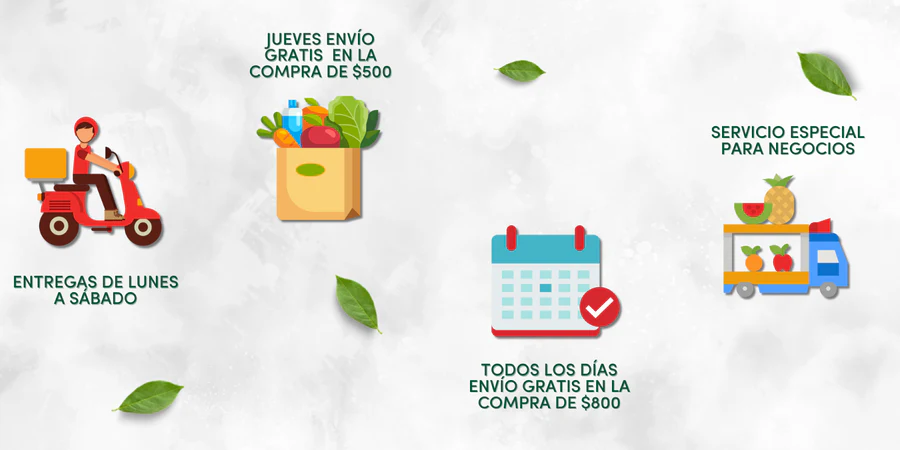 JUEVES ENVÍO
GRATIS EN LA
COMPRA DE $500
SERVICIO ESPECIAL
PARA NEGOCIOS
ENTREGAS DE LUNES
A SÁBADO
TODOS LOS DÍAS
ENVÍO GRATIS EN LA
COMPRA DE $800